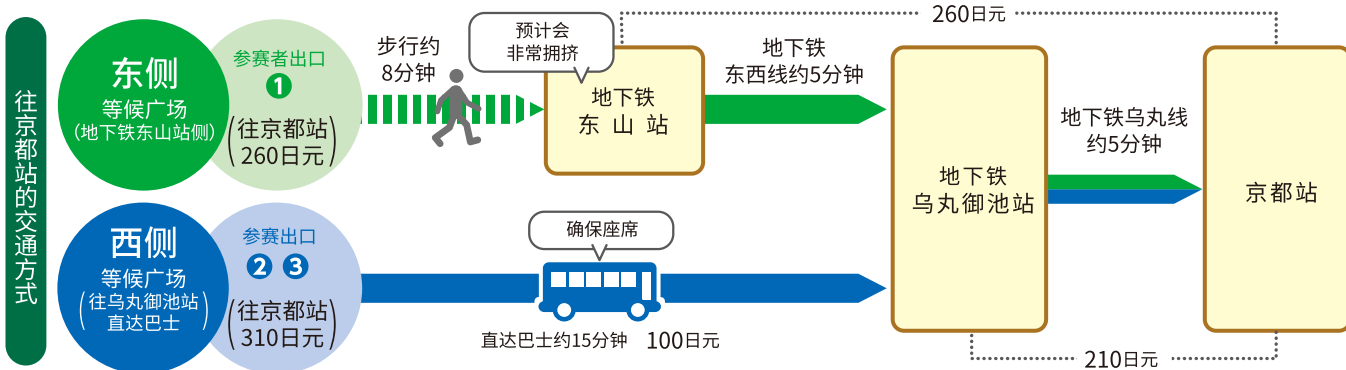 往京都站的交通方式
东侧
等候广场
(地下铁东山站侧)
参赛者出口
1
(往京都站
260日元)
步行约
8分钟
预计会
非常拥挤
地下铁
东山站
260日元
地下铁
东西线约5分钟
西侧
等候广场
(往乌丸御池站
直达巴士)
参赛出口
2 3
(往京都站
310日元)
确保座席
直达巴士约15分钟 100日元
地下铁
乌丸御池站
地下铁乌丸线
约5分钟
京都站
210日元